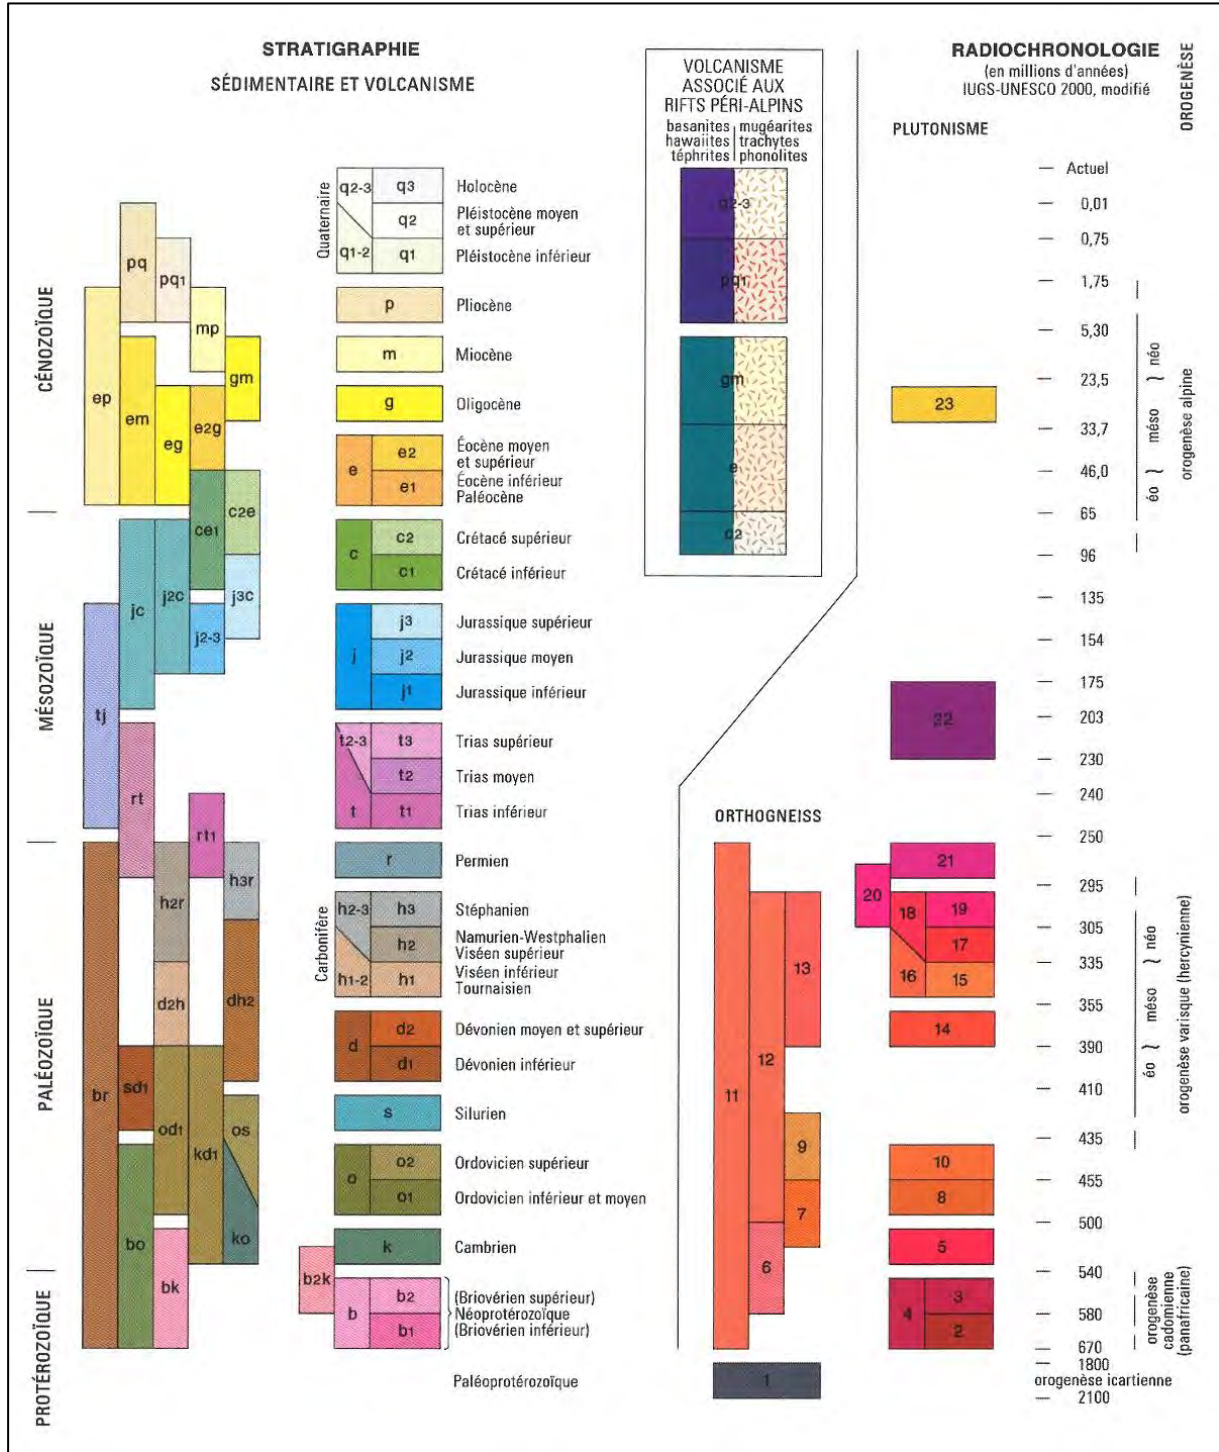 STRATIGRAPHIE
SÉDIMENTAIRE ET VOLCANISME
VOLCANISME
ASSOCIÉ AUX
RIFTS PÉRI-ALPINS
basanites mugéarites
hawaiites trachytes
téphrites phonolites
q2-3
pq1
gm
e
c2
RADIOCHRONOLOGIE
(en millions d'années)
IUGS-UNESCO 2000, modifié
PLUTONISME
OROGENÈSE
CÉNOZOÏQUE
MÉSOZOÏQUE
PALÉOZOÏQUE
PROTÉROZOÏQUE
pq
pq1
mp
gm
ep
em
eg
e2g
ce1
c2e
jc
j2c
j2-3
j3c
tj
rt
rt1
h2r
h3r
d2h
dh2
br
sd1
od1
kd1
os
ko
bo
bk
Quaternaire
q2-3
q3
Holocène
q2
Pléistocène moyen
et supérieur
q1-2
q1
Pléistocène inférieur
p
Pliocène
m
Miocène
g
Oligocène
e
e2
Éocène moyen
et supérieur
e1
Éocène inférieur
Paléocène
c
c2
Crétacé supérieur
c1
Crétacé inférieur
j
j3
Jurassique supérieur
j2
Jurassique moyen
j1
Jurassique inférieur
t2-3
t3
Trias supérieur
t2
Trias moyen
t
t1
Trias inférieur
r
Permien
Carbonifère
h2-3
h3
Stéphanien
h2
Namurien-Westphalien
Viséen supérieur
h1-2
h1
Viséen inférieur
Tournaisien
d
d2
Dévonien moyen et supérieur
d1
Dévonien inférieur
s
Silurien
o
o2
Ordovicien supérieur
o1
Ordovicien inférieur et moyen
k
Cambrien
b2k
b
b2
(Briovérien supérieur)
Néoprotérozoïque
b1
(Briovérien inférieur)
Paléoprotérozoïque
ORTHOGNEISS
11
12
13
9
7
6
1
23
22
21
20
18
19
17
16
15
14
10
8
5
4
3
2
Actuel
0,01
0,75
1,75
5,30
23,5
33,7
46,0
65
96
135
154
175
203
230
240
250
295
305
335
355
390
410
435
455
500
540
580
670
1800
orogenèse icartienne
2100
éo
méso
néo
orogenèse alpine
éo
méso
néo
orogenèse varisque (hercynienne)
orogenèse
cadomienne
(panafricaine)